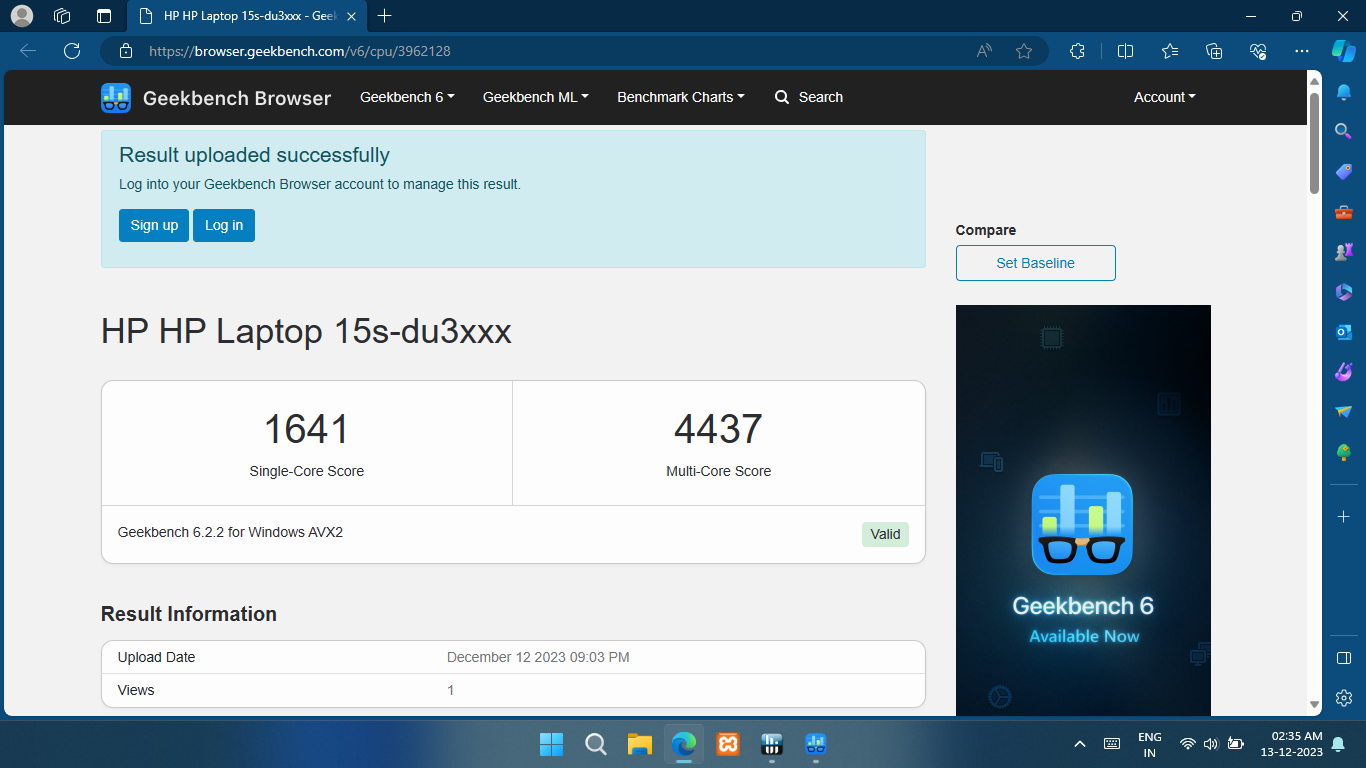 HP HP Laptop 15s-du3xxx - Geek
https://browser.geekbench.com/v6/cpu/3962128
Geekbench Browser
Geekbench 6
Geekbench ML
Benchmark Charts
Search
Account
Result uploaded successfully
Log into your Geekbench Browser account to manage this result.
Sign up
Log in
Compare
Set Baseline
HP HP Laptop 15s-du3xxx
1641
4437
Single-Core Score
Multi-Core Score
Geekbench 6.2.2 for Windows AVX2
Valid
Geekbench 6
Available Now
Result Information
Upload Date
December 12 2023 09:03 PM
Views
1
ENG
IN
02:35 AM
13-12-2023